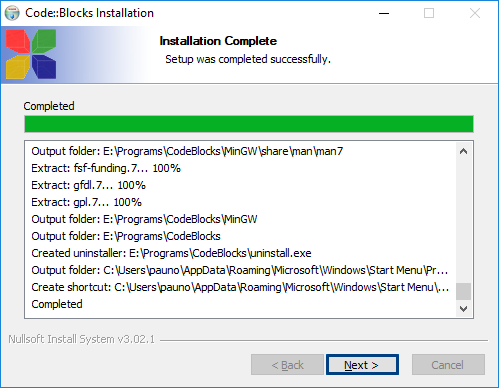 Code::Blocks Installation
Installation Complete
Setup was completed successfully.
Completed
Output folder: E:\Programs\CodeBlocks\MinGW\share\man\man7
Extract: fsf-funding.7... 100%
Extract: gfdl.7... 100%
Extract: gpl.7... 100%
Output folder: E:\Programs\CodeBlocks\MinGW
Output folder: E:\Programs\CodeBlocks
Created uninstaller: E:\Programs\CodeBlocks\uninstall.exe
Output folder: C:\Users\pauno\AppData\Roaming\Microsoft\Windows\Start Menu\Pr...
Create shortcut: C:\Users\pauno\AppData\Roaming\Microsoft\Windows\Start Menu\...
Completed
Nullsoft Install System v3.02.1
< Back Next > Cancel